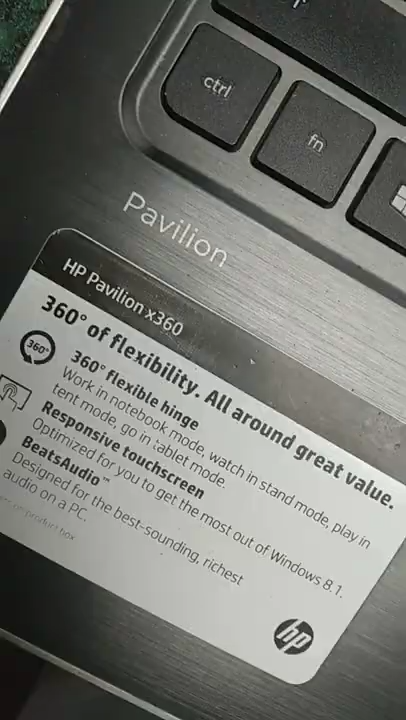 ctrl
fn
Pavilion
HP Pavilion x360
360° of flexibility. All around great value.
360°
360° flexible hinge
Work in notebook mode, watch in stand mode, play in
tent mode, go in tablet mode.
Responsive touchscreen
Optimized for you to get the most out of Windows 8.1.
BeatsAudio™
Designed for the best-sounding, richest
audio on a PC.
on product box
hp